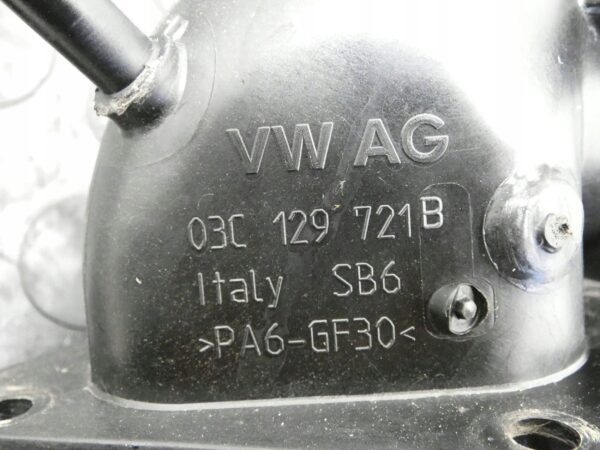 VW AG
03C 129 721 B
Italy SB6
>PA6-GF30<